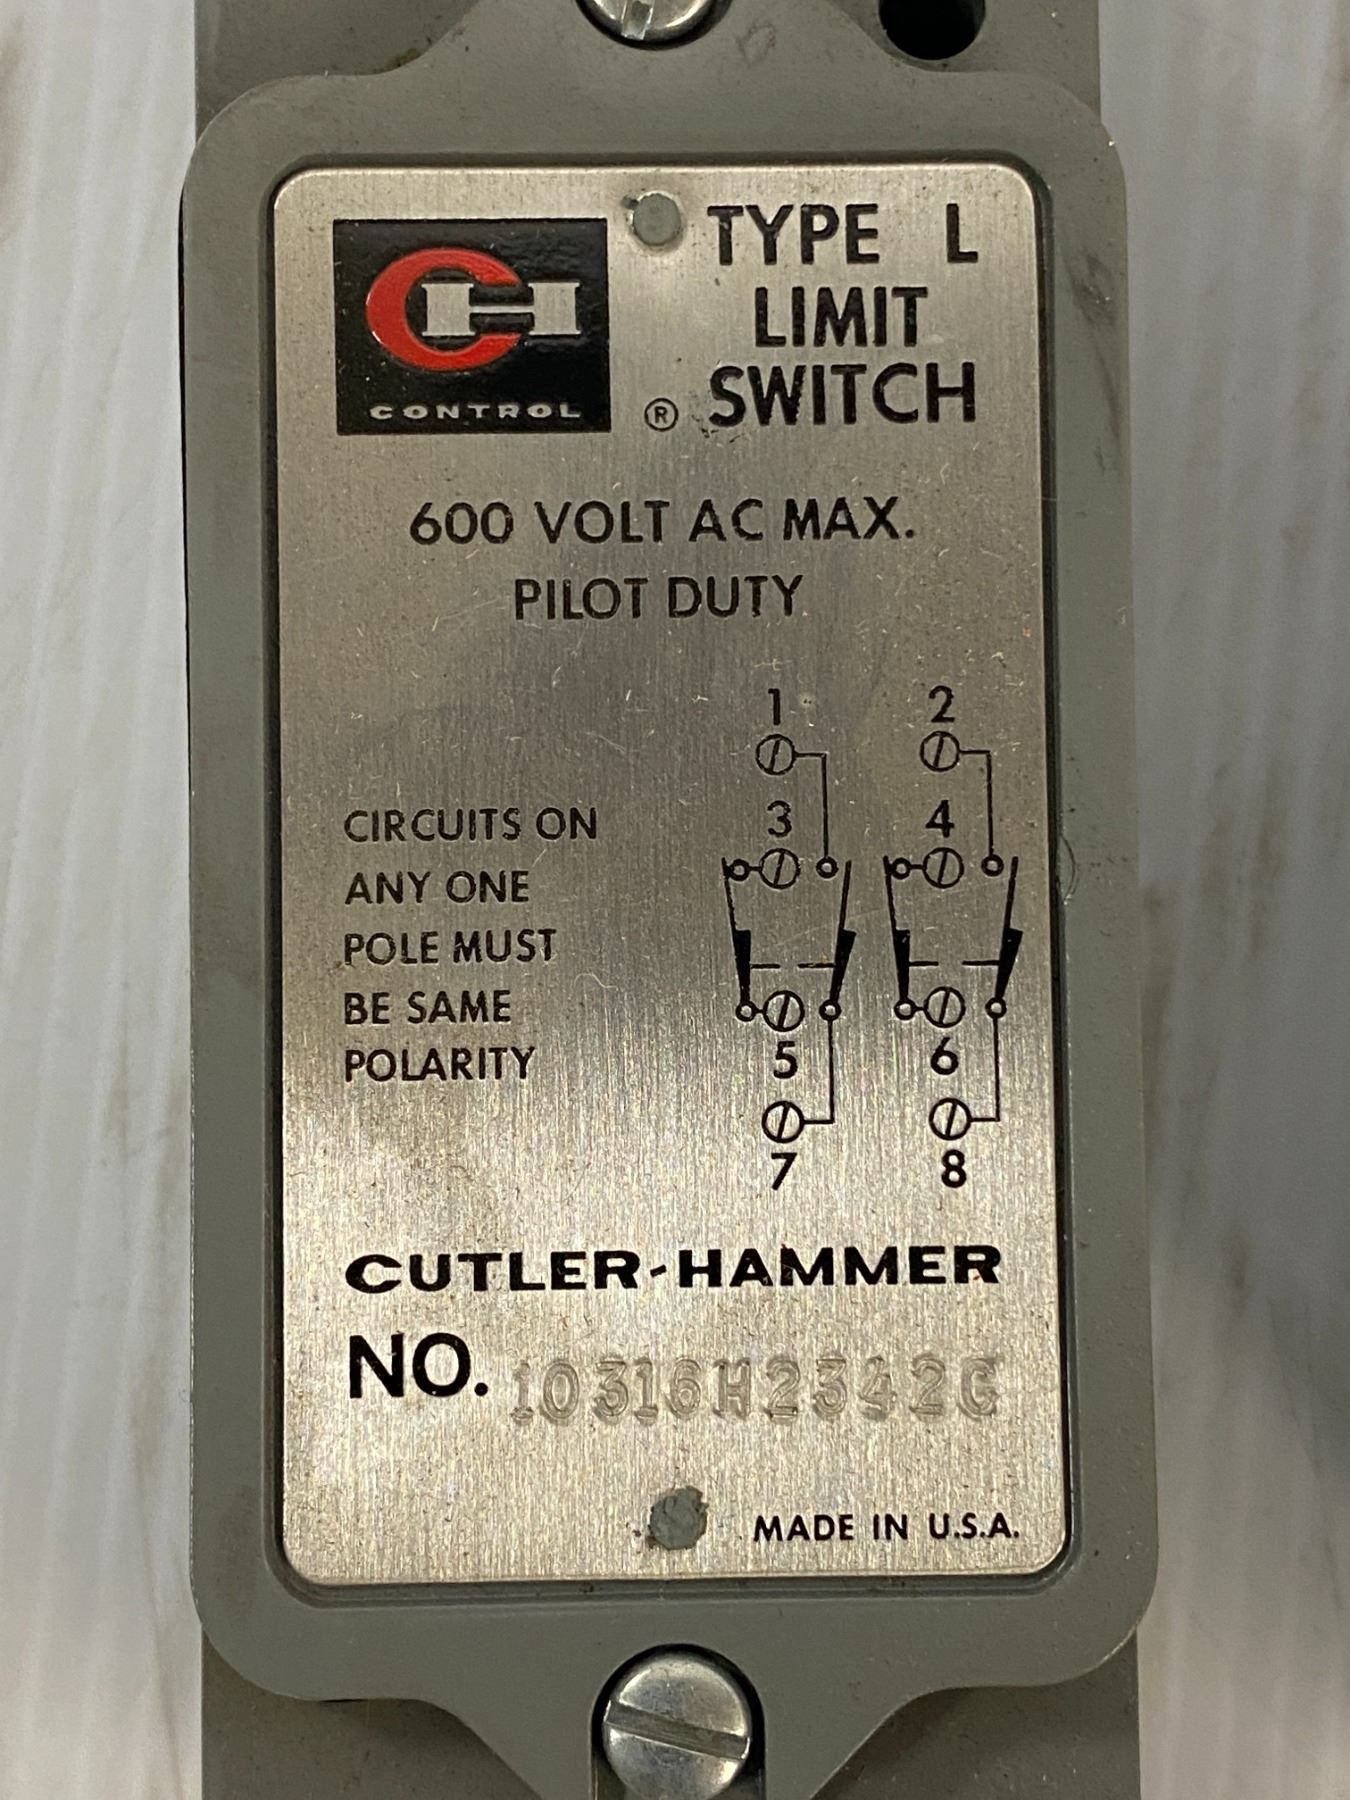 CH
CONTROL
®
TYPE L
LIMIT
SWITCH
600 VOLT AC MAX.
PILOT DUTY
1 2
3 4
CIRCUITS ON
ANY ONE
POLE MUST
BE SAME
POLARITY
5 6
7 8
CUTLER-HAMMER
NO. 10316H2342C
MADE IN U.S.A.